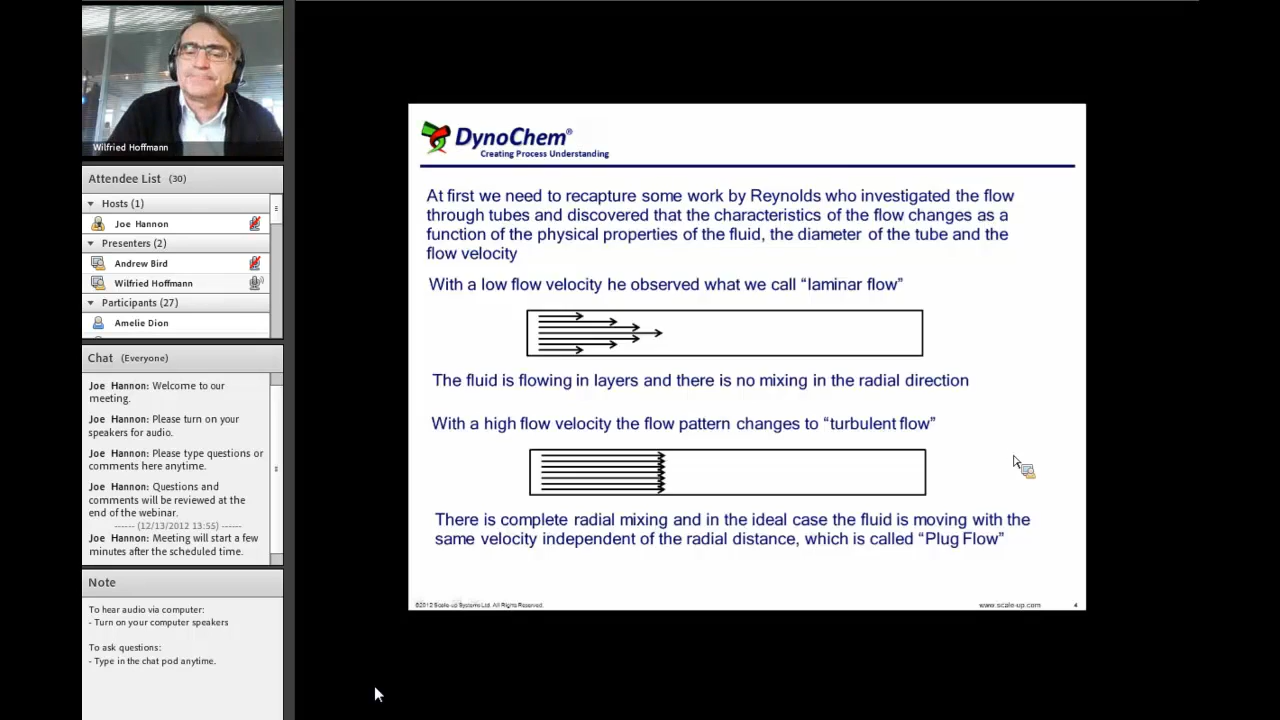 Wilfried Hoffmann
Attendee List (30)
Hosts (1)
Joe Hannon
Presenters (2)
Andrew Bird
Wilfried Hoffmann
Participants (27)
Amelie Dion
Chat (Everyone)
Joe Hannon: Welcome to our
meeting.
Joe Hannon: Please turn on your
speakers for audio.
Joe Hannon: Please type questions or
comments here anytime.
Joe Hannon: Questions and
comments will be reviewed at the
end of the webinar.
------ (12/13/2012 13:55) ------
Joe Hannon: Meeting will start a few
minutes after the scheduled time.
Note
To hear audio via computer:
- Turn on your computer speakers
To ask questions:
- Type in the chat pod anytime.
DynoChem®
Creating Process Understanding
At first we need to recapture some work by Reynolds who investigated the flow
through tubes and discovered that the characteristics of the flow changes as a
function of the physical properties of the fluid, the diameter of the tube and the
flow velocity
With a low flow velocity he observed what we call “laminar flow”
The fluid is flowing in layers and there is no mixing in the radial direction
With a high flow velocity the flow pattern changes to “turbulent flow”
There is complete radial mixing and in the ideal case the fluid is moving with the
same velocity independent of the radial distance, which is called “Plug Flow”
©2012 Scale-up Systems Ltd. All Rights Reserved.
www.scale-up.com
4